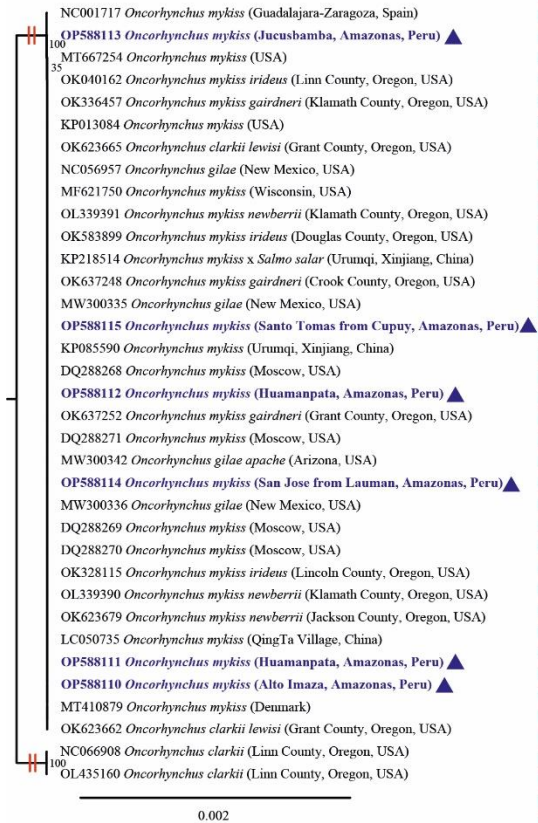 NC001717 Oncorhynchus mykiss (Guadalajara-Zaragoza, Spain)
OP588113 Oncorhynchus mykiss (Jucusbamba, Amazonas, Peru)
100
MT667254 Oncorhynchus mykiss (USA)
35
OK040162 Oncorhynchus mykiss irideus (Linn County, Oregon, USA)
OK336457 Oncorhynchus mykiss gairdneri (Klamath County, Oregon, USA)
KP013084 Oncorhynchus mykiss (USA)
OK623665 Oncorhynchus clarkii lewisi (Grant County, Oregon, USA)
NC056957 Oncorhynchus gilae (New Mexico, USA)
MF621750 Oncorhynchus mykiss (Wisconsin, USA)
OL339391 Oncorhynchus mykiss newberrii (Klamath County, Oregon, USA)
OK583899 Oncorhynchus mykiss irideus (Douglas County, Oregon, USA)
KP218514 Oncorhynchus mykiss x Salmo salar (Urumqi, Xinjiang, China)
OK637248 Oncorhynchus mykiss gairdneri (Crook County, Oregon, USA)
MW300335 Oncorhynchus gilae (New Mexico, USA)
OP588115 Oncorhynchus mykiss (Santo Tomas from Cupuy, Amazonas, Peru)
KP085590 Oncorhynchus mykiss (Urumqi, Xinjiang, China)
DQ288268 Oncorhynchus mykiss (Moscow, USA)
OP588112 Oncorhynchus mykiss (Huamanpata, Amazonas, Peru)
OK637252 Oncorhynchus mykiss gairdneri (Grant County, Oregon, USA)
DQ288271 Oncorhynchus mykiss (Moscow, USA)
MW300342 Oncorhynchus gilae apache (Arizona, USA)
OP588114 Oncorhynchus mykiss (San Jose from Lauman, Amazonas, Peru)
MW300336 Oncorhynchus gilae (New Mexico, USA)
DQ288269 Oncorhynchus mykiss (Moscow, USA)
DQ288270 Oncorhynchus mykiss (Moscow, USA)
OK328115 Oncorhynchus mykiss irideus (Lincoln County, Oregon, USA)
OL339390 Oncorhynchus mykiss newberrii (Klamath County, Oregon, USA)
OK623679 Oncorhynchus mykiss newberrii (Jackson County, Oregon, USA)
LC050735 Oncorhynchus mykiss (QingTa Village, China)
OP588111 Oncorhynchus mykiss (Huamanpata, Amazonas, Peru)
OP588110 Oncorhynchus mykiss (Alto Imaza, Amazonas, Peru)
MT410879 Oncorhynchus mykiss (Denmark)
OK623662 Oncorhynchus clarkii lewisi (Grant County, Oregon, USA)
NC066908 Oncorhynchus clarkii (Linn County, Oregon, USA)
100
OL435160 Oncorhynchus clarkii (Linn County, Oregon, USA)
0.002